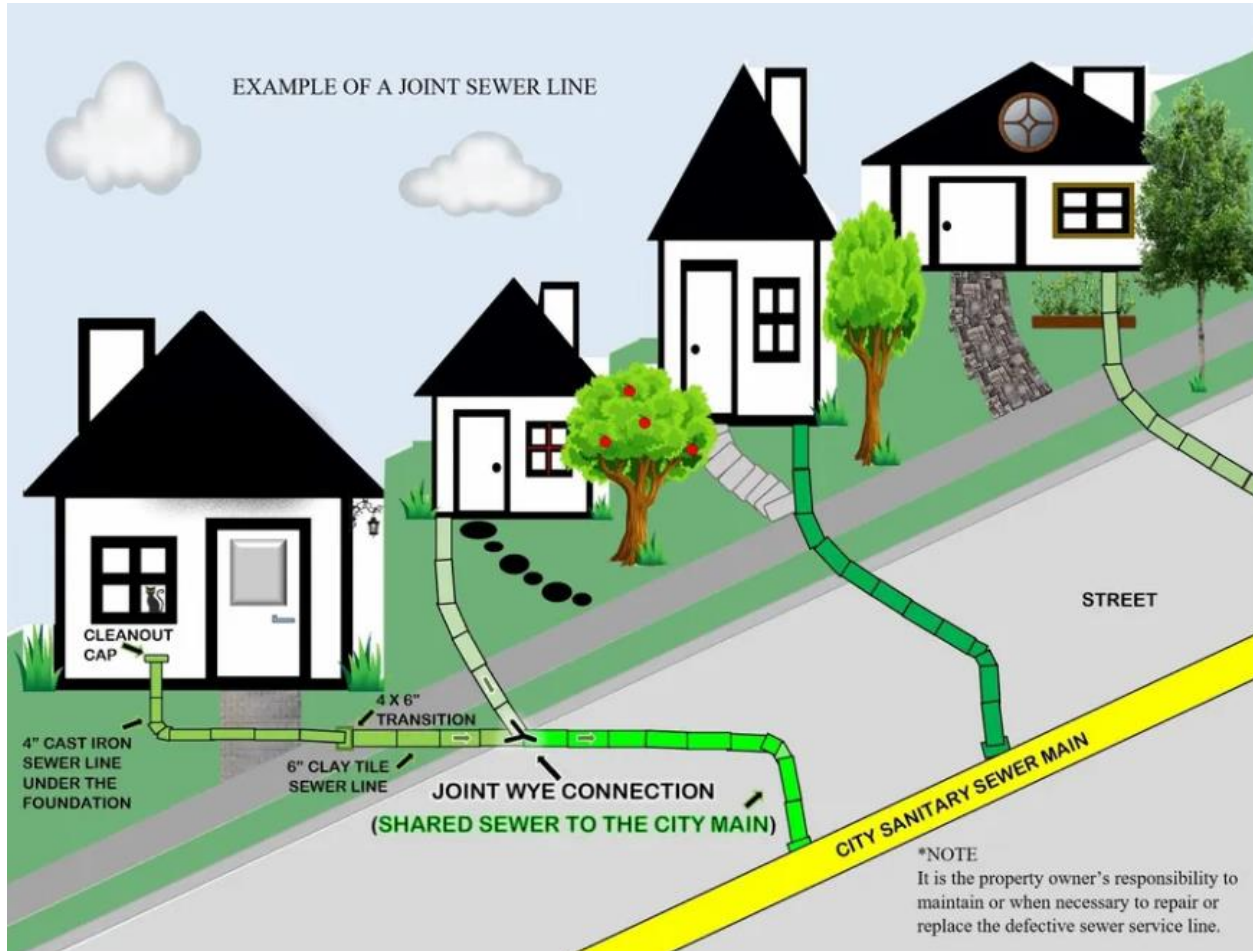 EXAMPLE OF A JOINT SEWER LINE
STREET
CLEANOUT
CAP
4 X 6"
TRANSITION
4" CAST IRON
SEWER LINE
UNDER THE
FOUNDATION
6" CLAY TILE
SEWER LINE
JOINT WYE CONNECTION
(SHARED SEWER TO THE CITY MAIN)
CITY SANITARY SEWER MAIN
*NOTE
It is the property owner's responsibility to
maintain or when necessary to repair or
replace the defective sewer service line.